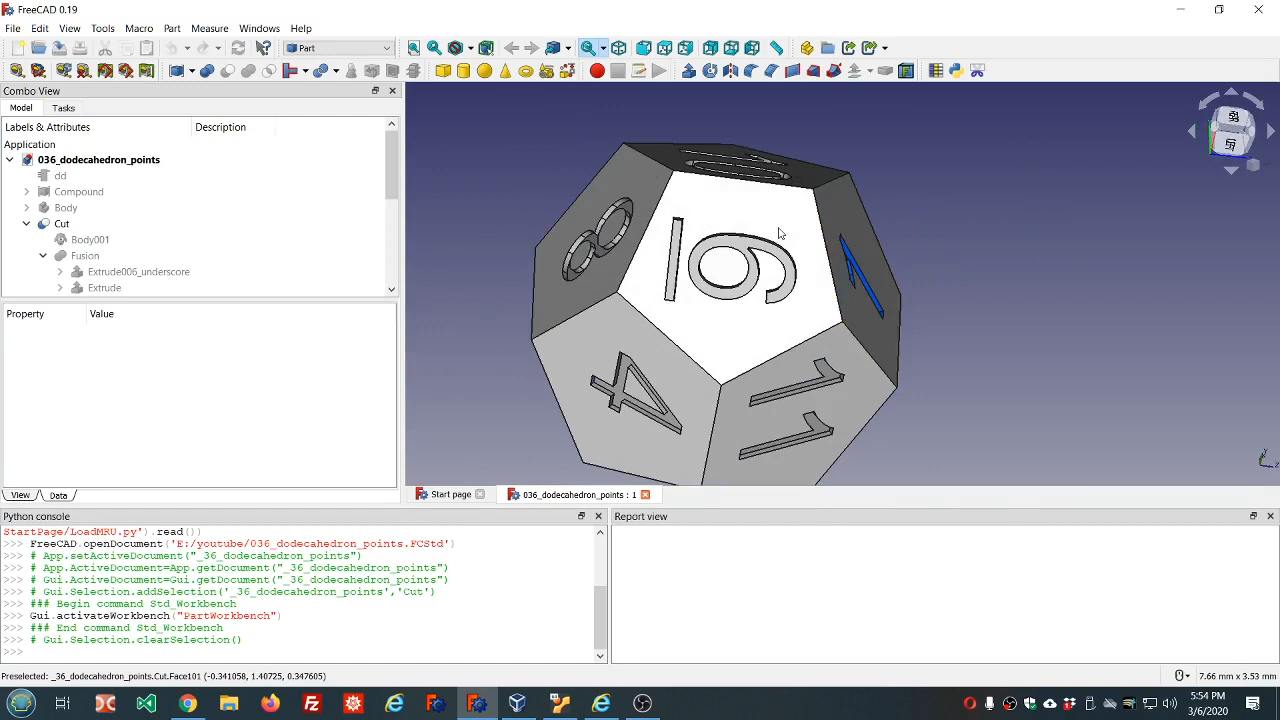 FreeCAD 0.19
File Edit View Tools Macro Part Measure Windows Help
Part
Combo View
Model Tasks
Labels & Attributes Description
Application
036_dodecahedron_points
dd
Compound
Body
Cut
Body001
Fusion
Extrude006_underscore
Extrude
Property Value
View Data
8
9
4
11
Start page 036_dodecahedron_points : 1
Python console
StartPage/LoadMRU.py').read())
>>> FreeCAD.openDocument('E:/youtube/036_dodecahedron_points.FCStd')
>>> # App.setActiveDocument("_36_dodecahedron_points")
>>> # App.ActiveDocument=App.getDocument("_36_dodecahedron_points")
>>> # Gui.ActiveDocument=Gui.getDocument("_36_dodecahedron_points")
>>> # Gui.Selection.addSelection('_36_dodecahedron_points','Cut')
>>> ### Begin command Std_Workbench
>>> Gui.activateWorkbench("PartWorkbench")
>>> ### End command Std_Workbench
>>> # Gui.Selection.clearSelection()
>>>
Report view
Preselected: _36_dodecahedron_points.Cut.Face101 (-0.341058, 1.40725, 0.347605)
7.66 mm x 3.53 mm
5:54 PM
3/6/2020